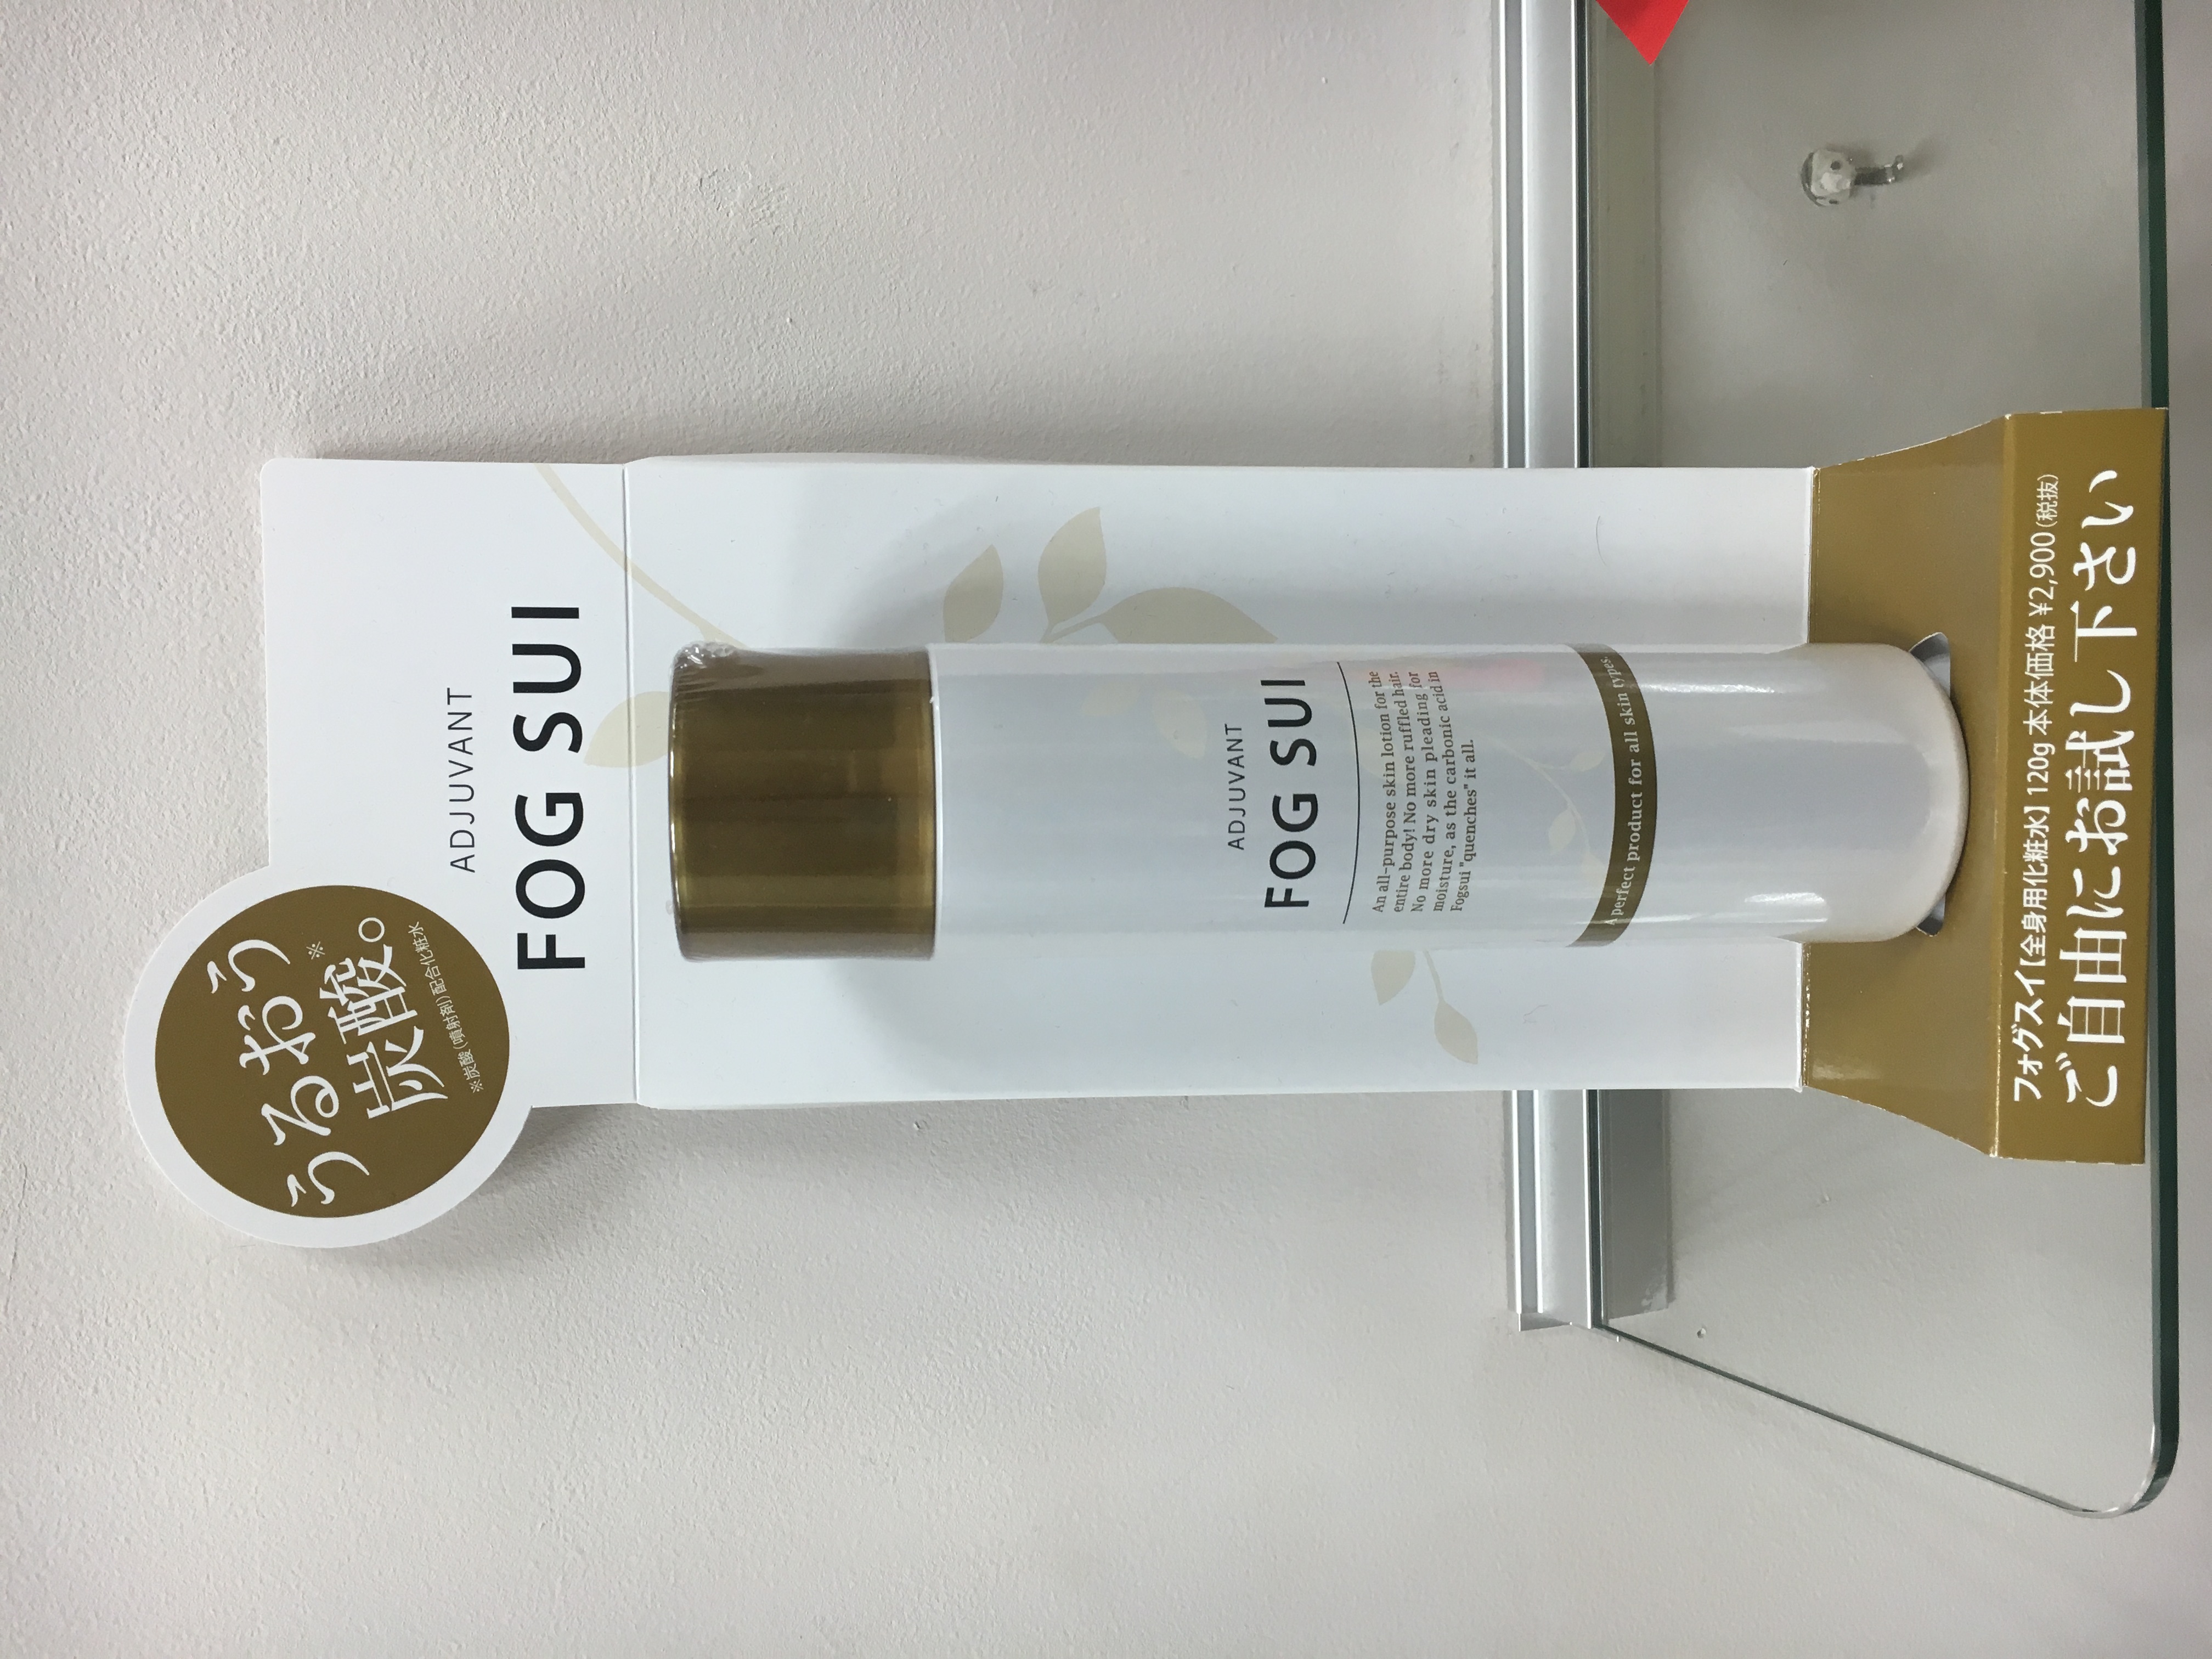 うるおう
炭酸※。
※炭酸(噴射剤)配合化粧水
ADJUVANT
FOG SUI
ADJUVANT
FOG SUI
An all-purpose skin lotion for the
entire body! No more ruffled hair.
No more dry skin pleading for
moisture, as the carbonic acid in
Fogsui "quenches" it all.
A perfect product for all skin types.
フォグスイ【全身用化粧水】120g 本体価格 ¥2,900(税抜)
ご自由にお試し下さい